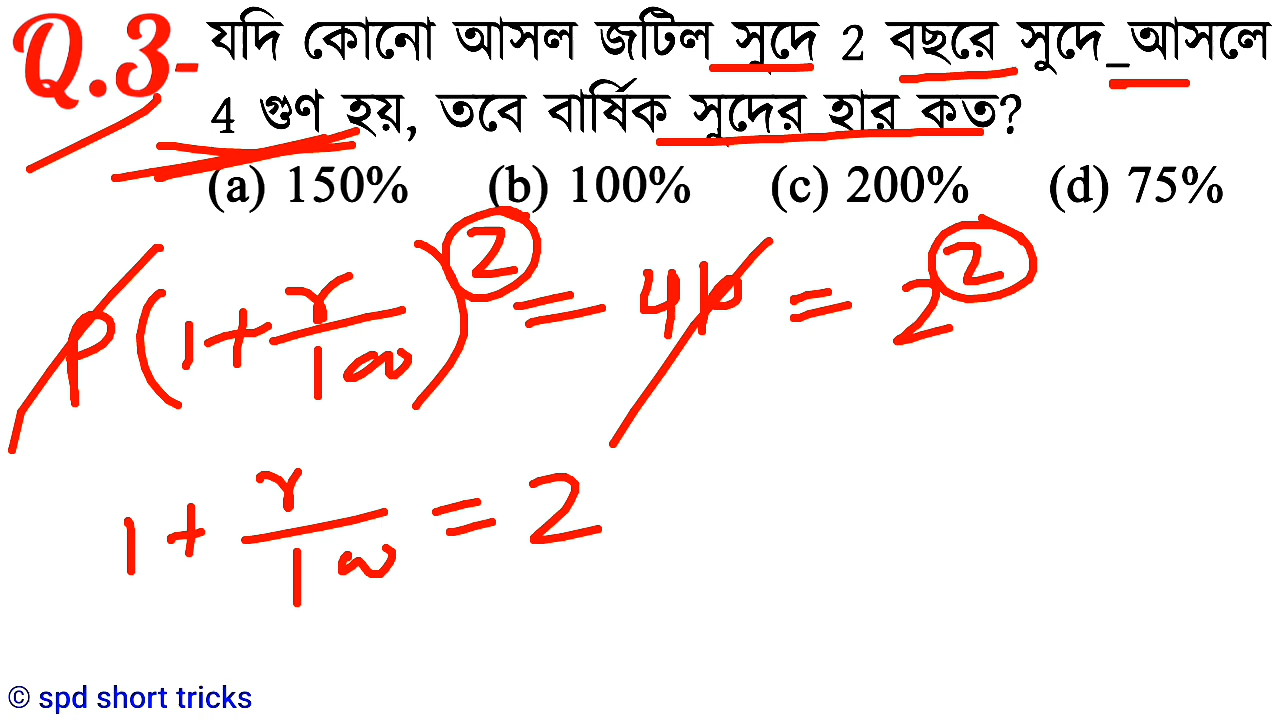 Q.3- যদি কোনো আসল জটিল সুদে 2 বছরে সুদে_আসলে
4 গুণ হয়, তবে বার্ষিক সুদের হার কত?
(a) 150% (b) 100% (c) 200% (d) 75%
p(1+r/100)^2 = 4p = 2^2
1+r/100 = 2
© spd short tricks